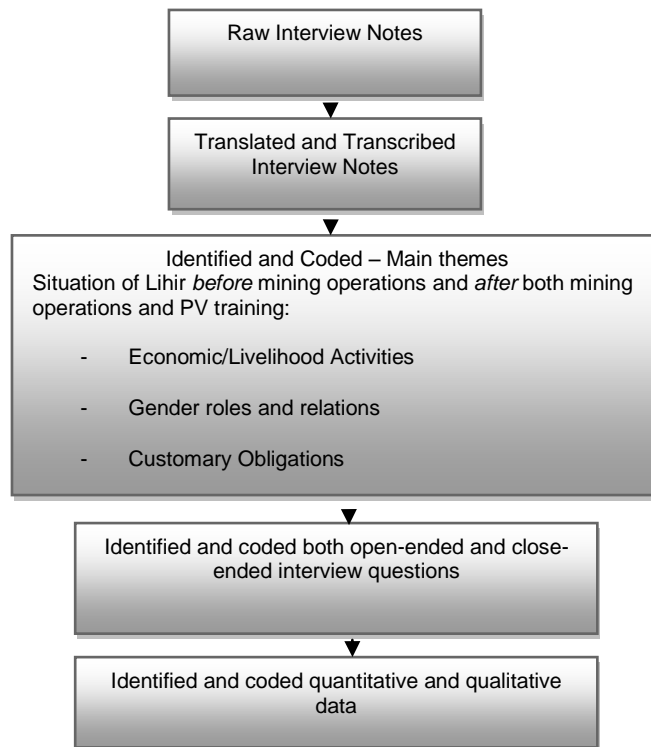 Raw Interview Notes
Translated and Transcribed
Interview Notes
Identified and Coded – Main themes
Situation of Lihir before mining operations and after both mining
operations and PV training:
- Economic/Livelihood Activities
- Gender roles and relations
- Customary Obligations
Identified and coded both open-ended and close-
ended interview questions
Identified and coded quantitative and qualitative
data